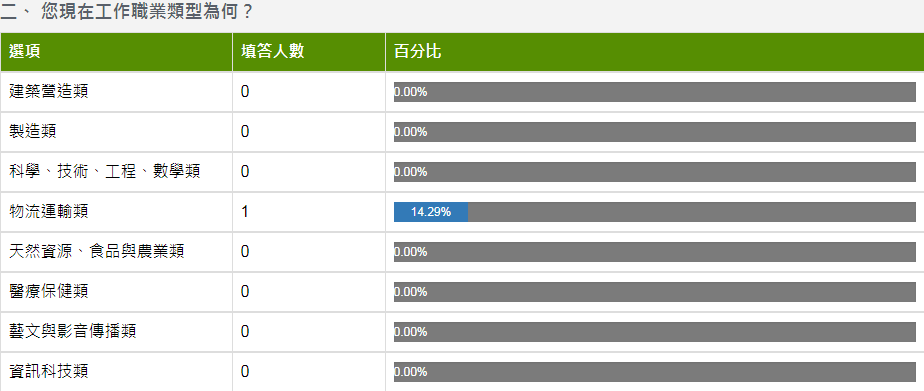 二、 您現在工作職業類型為何？
選項 填答人數 百分比
建築營造類 0 0.00%
製造類 0 0.00%
科學、技術、工程、數學類 0 0.00%
物流運輸類 1 14.29%
天然資源、食品與農業類 0 0.00%
醫療保健類 0 0.00%
藝文與影音傳播類 0 0.00%
資訊科技類 0 0.00%